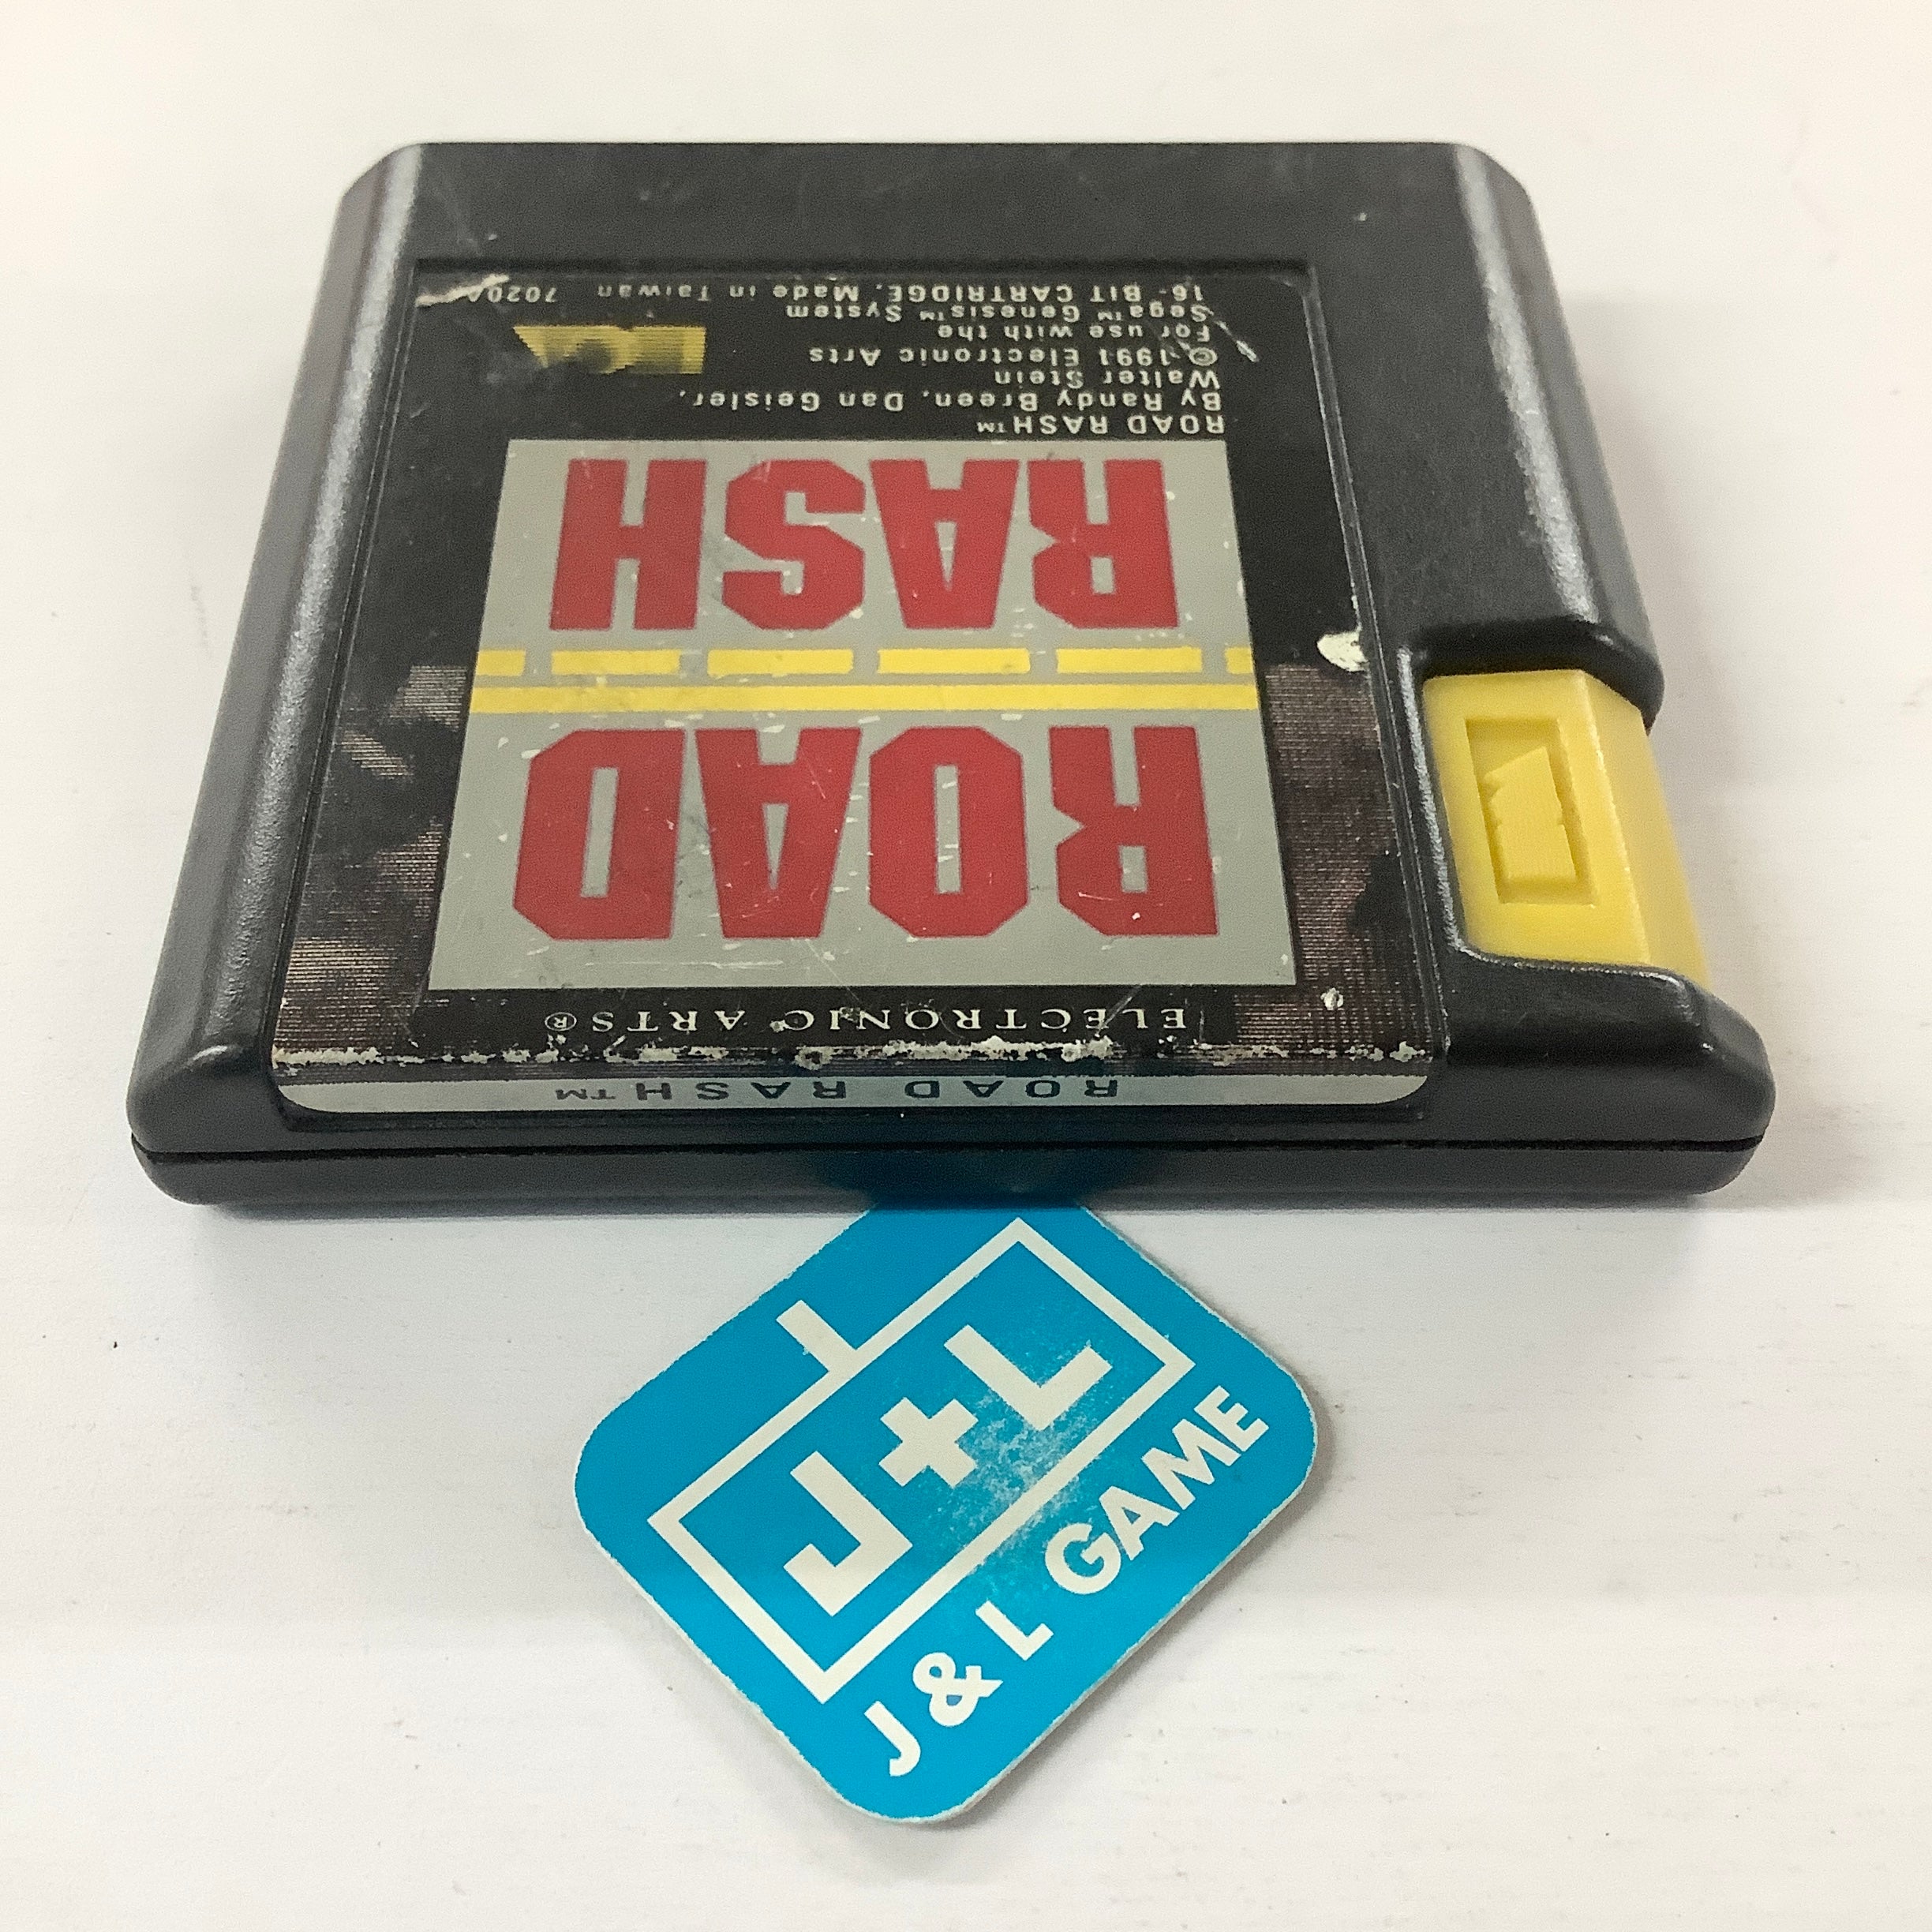 ROAD RASH™
ELECTRONIC ARTS®
ROAD
RASH
ROAD RASH™
By Randy Breen, Dan Geisler,
Walter Stein
© 1991 Electronic Arts
For use with the
Sega™ Genesis™ System
16-BIT CARTRIDGE, Made in Taiwan 7020A
J+L
J & L GAME